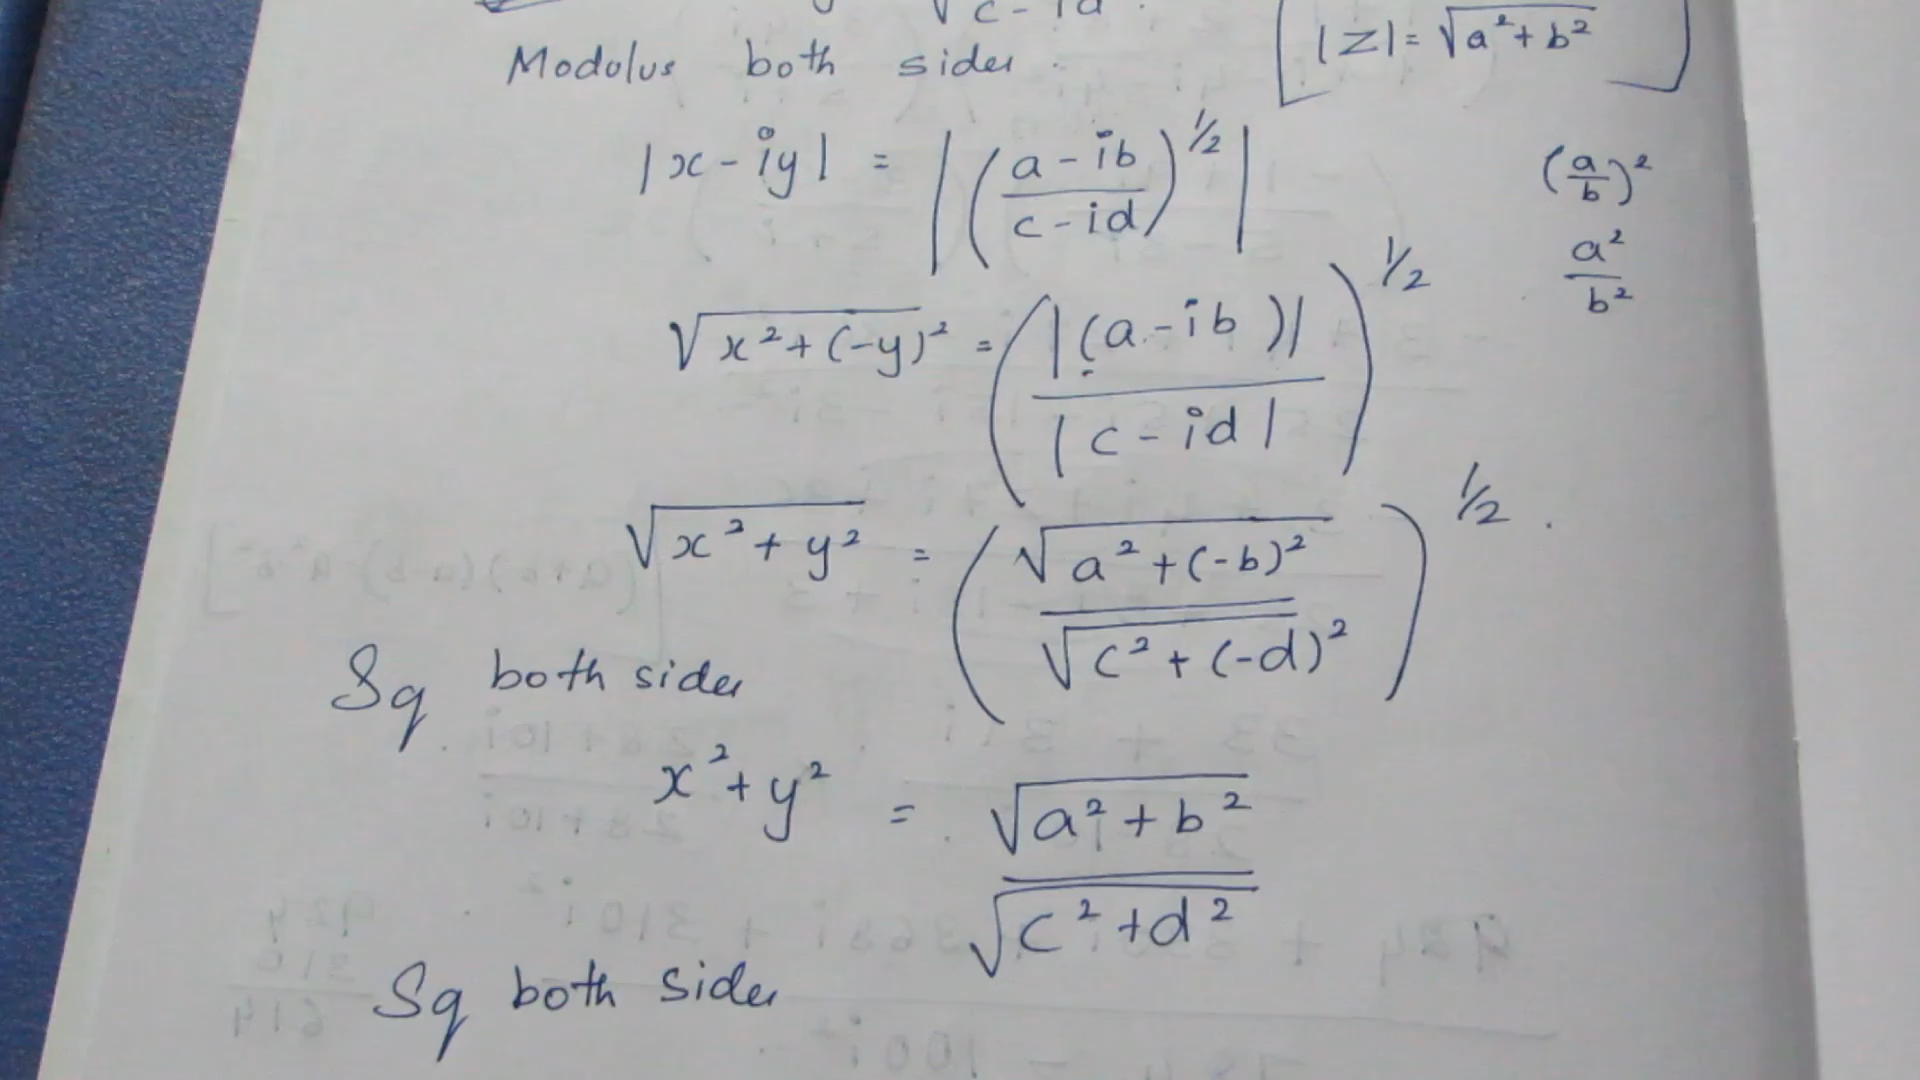 √c - id
|z| = √a² + b²
Modulus both sides.
|x - iy| = |(a - ib / c - id)^1/2|
(a/b)²
a²/b²
√x² + (-y)² = (|(a - ib)| / |c - id|)^1/2
√x² + y² = (√a² + (-b)² / √c² + (-d)²)^1/2.
Sq both sides
x² + y² = √a² + b² / √c² + d²
Sq both sides